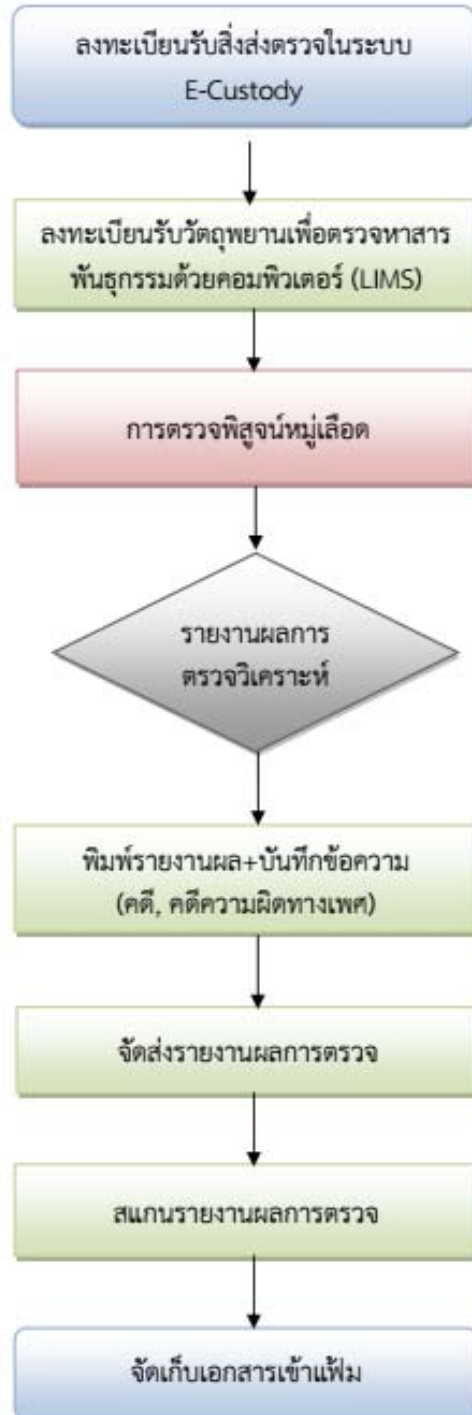 ลงทะเบียนรับสิ่งส่งตรวจในระบบ
E-Custody
ลงทะเบียนรับวัตถุพยานเพื่อตรวจหาสาร
พันธุกรรมด้วยคอมพิวเตอร์ (LIMS)
การตรวจพิสูจน์หมู่เลือด
รายงานผลการ
ตรวจวิเคราะห์
พิมพ์รายงานผล+บันทึกข้อความ
(คดี, คดีความผิดทางเพศ)
จัดส่งรายงานผลการตรวจ
สแกนรายงานผลการตรวจ
จัดเก็บเอกสารเข้าแฟ้ม